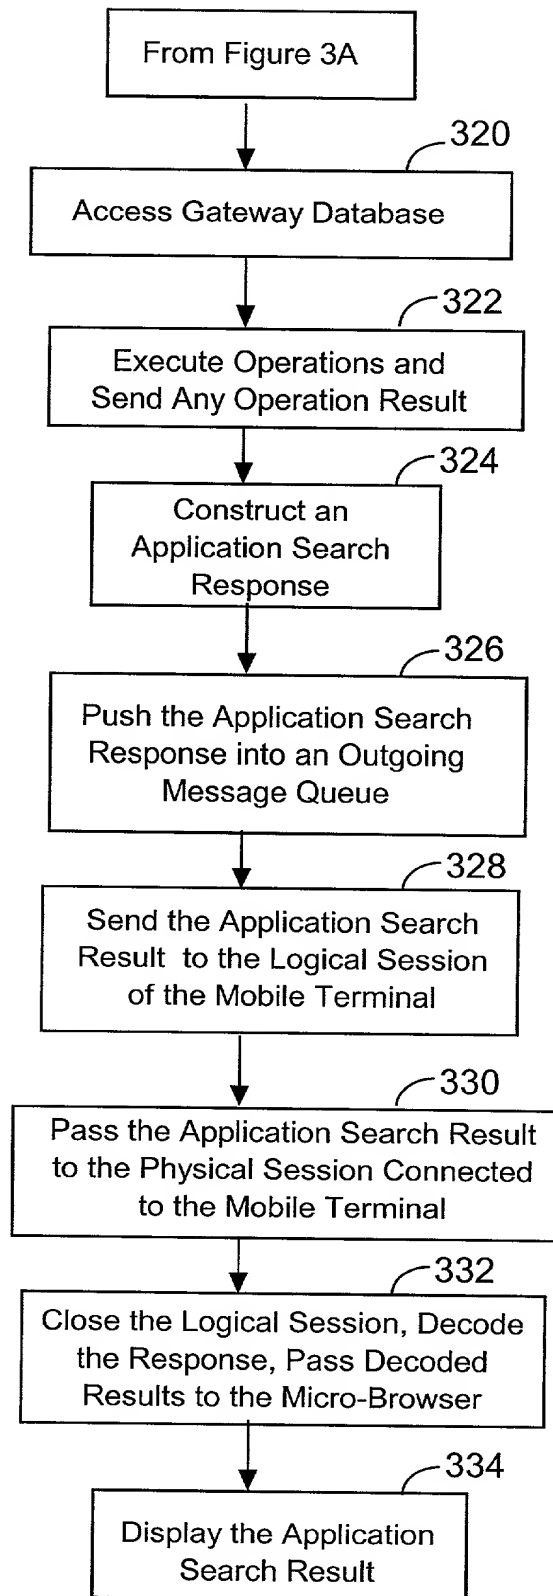 From Figure 3A
320
Access Gateway Database
322
Execute Operations and
Send Any Operation Result
324
Construct an
Application Search
Response
326
Push the Application Search
Response into an Outgoing
Message Queue
328
Send the Application Search
Result to the Logical Session
of the Mobile Terminal
330
Pass the Application Search Result
to the Physical Session Connected
to the Mobile Terminal
332
Close the Logical Session, Decode
the Response, Pass Decoded
Results to the Micro-Browser
334
Display the Application
Search Result